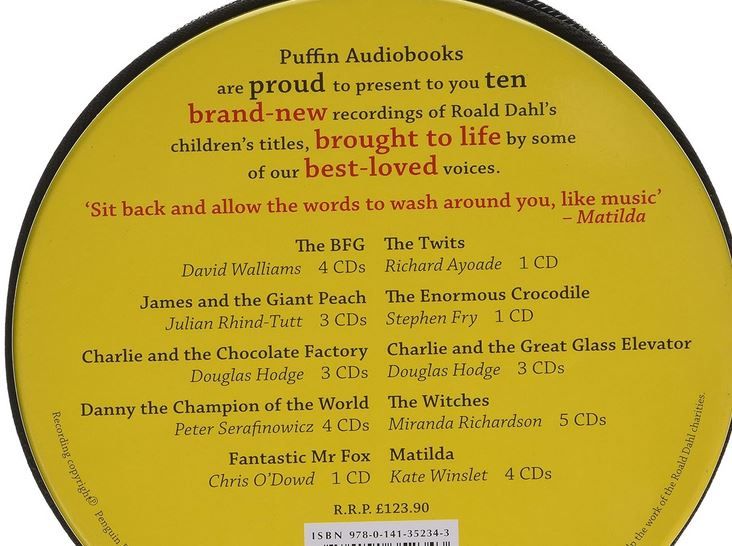 Puffin Audiobooks
are proud to present to you ten
brand-new recordings of Roald Dahl's
children's titles, brought to life by some
of our best-loved voices.
'Sit back and allow the words to wash around you, like music'
– Matilda
The BFG
David Walliams 4 CDs
The Twits
Richard Ayoade 1 CD
James and the Giant Peach
Julian Rhind-Tutt 3 CDs
The Enormous Crocodile
Stephen Fry 1 CD
Charlie and the Chocolate Factory
Douglas Hodge 3 CDs
Charlie and the Great Glass Elevator
Douglas Hodge 3 CDs
Danny the Champion of the World
Peter Serafinowicz 4 CDs
The Witches
Miranda Richardson 5 CDs
Fantastic Mr Fox
Chris O'Dowd 1 CD
Matilda
Kate Winslet 4 CDs
R.R.P. £123.90
ISBN 978-0-141-35234-3
Recording copyright ℗ Penguin
the work of the Roald Dahl charities.